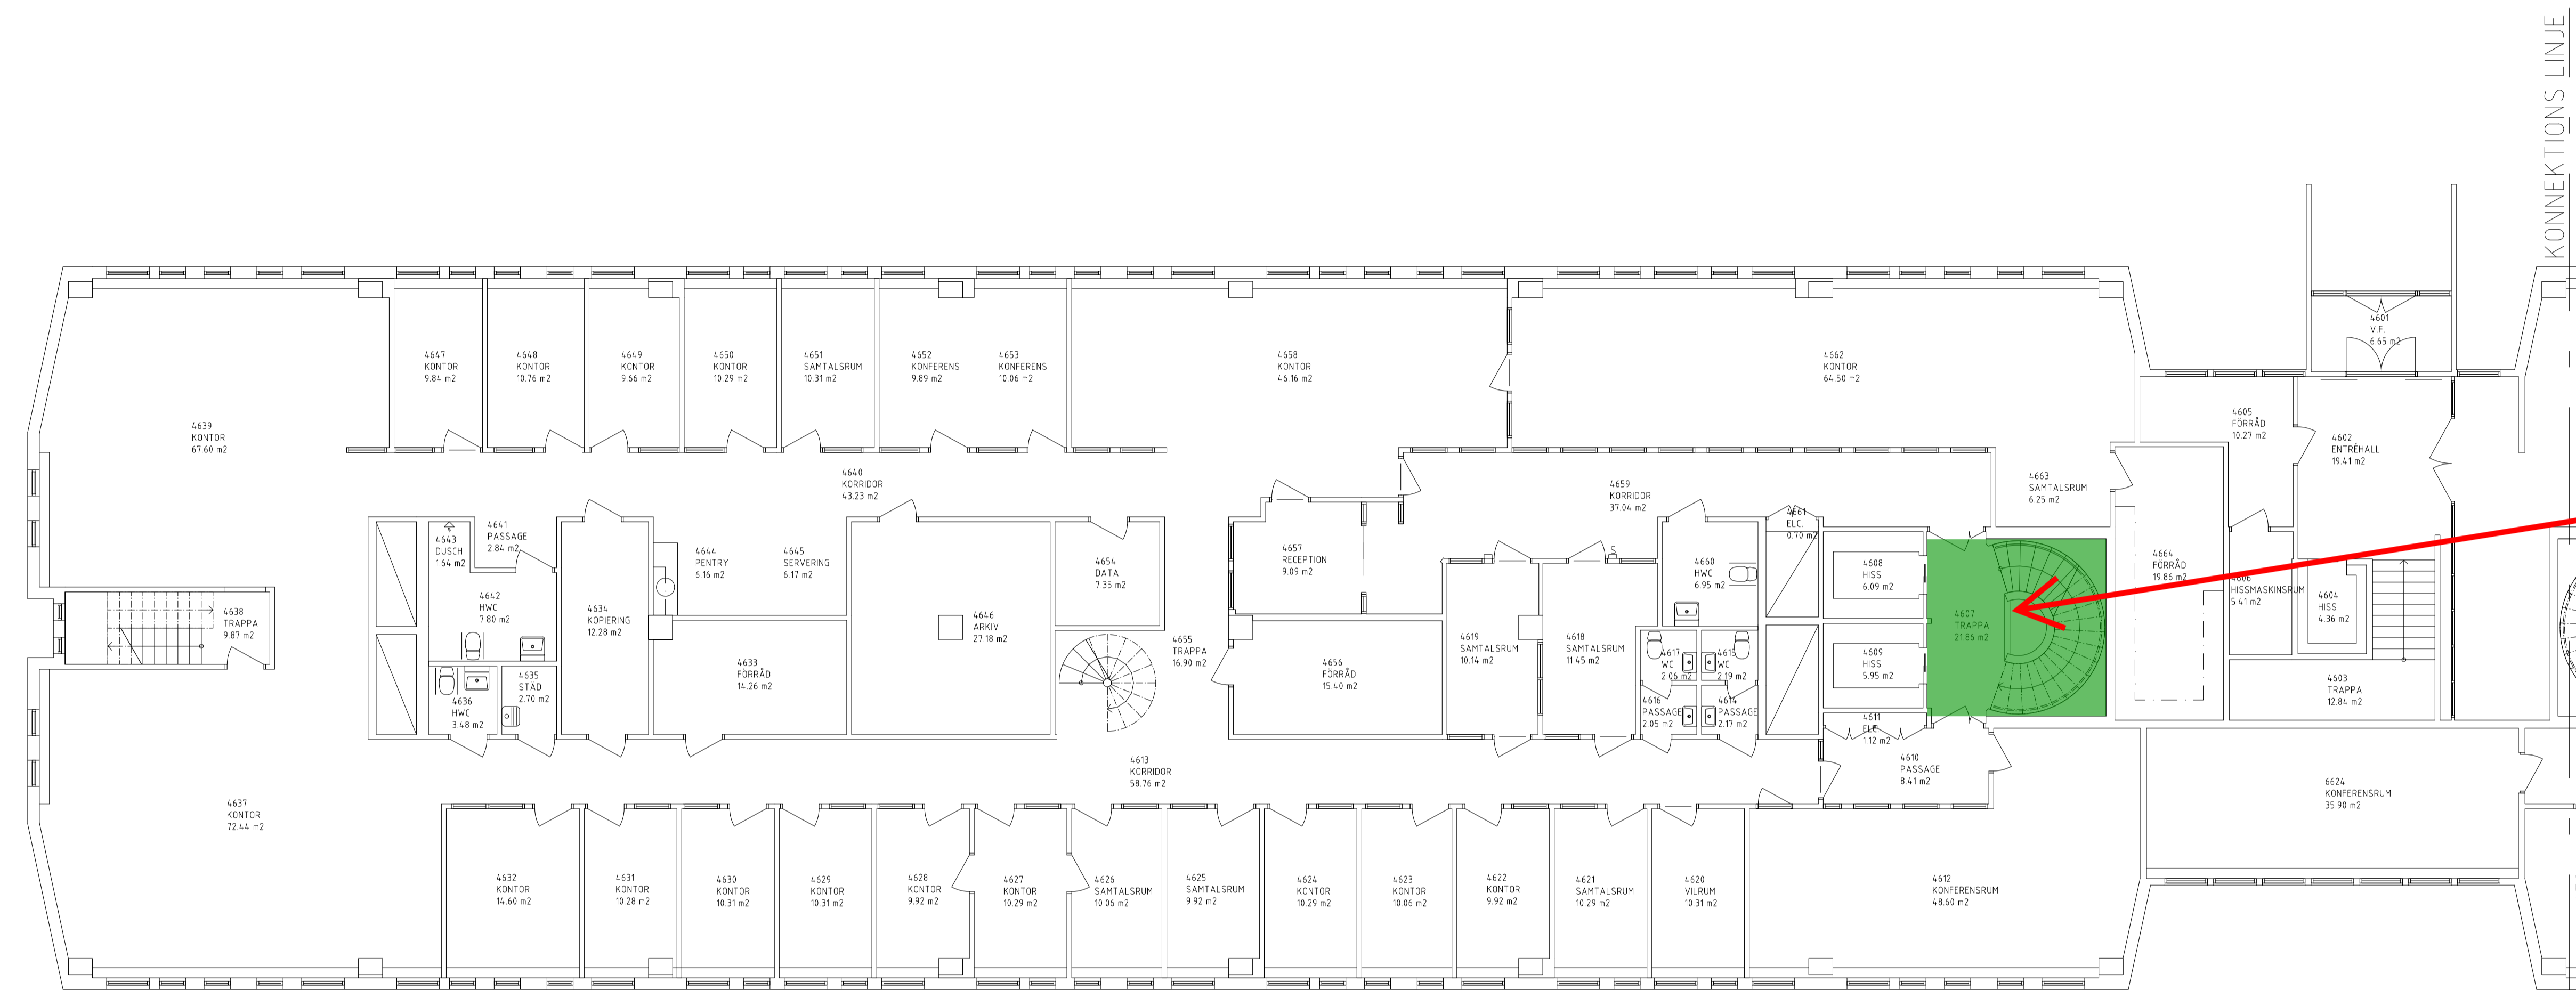 KONNEKTIONS LINJE
4601
V.F.
6.65 m2
4647
KONTOR
9.84 m2
4648
KONTOR
10.76 m2
4649
KONTOR
9.66 m2
4650
KONTOR
10.29 m2
4651
SAMTALSRUM
10.31 m2
4652
KONFERENS
9.89 m2
4653
KONFERENS
10.06 m2
4658
KONTOR
46.16 m2
4662
KONTOR
64.50 m2
4639
KONTOR
67.60 m2
4605
FÖRRÅD
10.27 m2
4602
ENTRÉHALL
19.41 m2
4640
KORRIDOR
43.23 m2
4659
KORRIDOR
37.04 m2
4663
SAMTALSRUM
6.25 m2
4661
ELC.
0.70 m2
4641
PASSAGE
2.84 m2
4643
DUSCH
1.64 m2
4644
PENTRY
6.16 m2
4645
SERVERING
6.17 m2
4654
DATA
7.35 m2
4657
RECEPTION
9.09 m2
S
4660
HWC
6.95 m2
4608
HISS
6.09 m2
4664
FÖRRÅD
19.86 m2
4606
HISSMASKINSRUM
5.41 m2
4604
HISS
4.36 m2
4642
HWC
7.80 m2
4638
TRAPPA
9.87 m2
4634
KOPIERING
12.28 m2
4646
ARKIV
27.18 m2
4607
TRAPPA
21.86 m2
4655
TRAPPA
16.90 m2
4619
SAMTALSRUM
10.14 m2
4618
SAMTALSRUM
11.45 m2
4617
WC
2.06 m2
4615
WC
2.19 m2
4609
HISS
5.95 m2
4633
FÖRRÅD
14.26 m2
4656
FÖRRÅD
15.40 m2
4635
STÄD
2.70 m2
4636
HWC
3.48 m2
4616
PASSAGE
2.05 m2
4614
PASSAGE
2.17 m2
4603
TRAPPA
12.84 m2
4611
ELC.
1.12 m2
4613
KORRIDOR
58.76 m2
4610
PASSAGE
8.41 m2
6624
KONFERENSRUM
35.90 m2
4637
KONTOR
72.44 m2
4632
KONTOR
14.60 m2
4631
KONTOR
10.28 m2
4630
KONTOR
10.31 m2
4629
KONTOR
10.31 m2
4628
KONTOR
9.92 m2
4627
KONTOR
10.29 m2
4626
SAMTALSRUM
10.06 m2
4625
SAMTALSRUM
9.92 m2
4624
KONTOR
10.29 m2
4623
KONTOR
10.06 m2
4622
KONTOR
9.92 m2
4621
SAMTALSRUM
10.29 m2
4620
VILRUM
10.31 m2
4612
KONFERENSRUM
48.60 m2